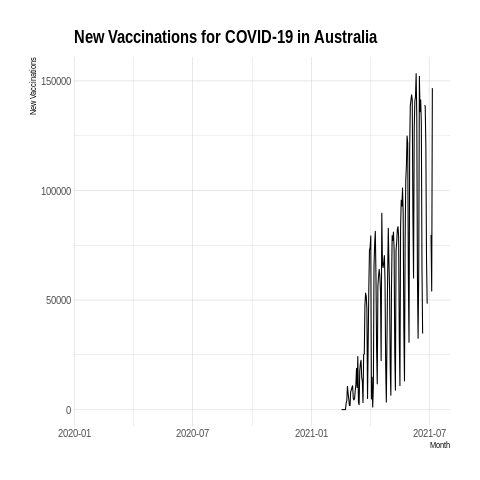 New Vaccinations for COVID-19 in Australia
New Vaccinations
150000
100000
50000
0
2020-01 2020-07 2021-01 2021-07
Month